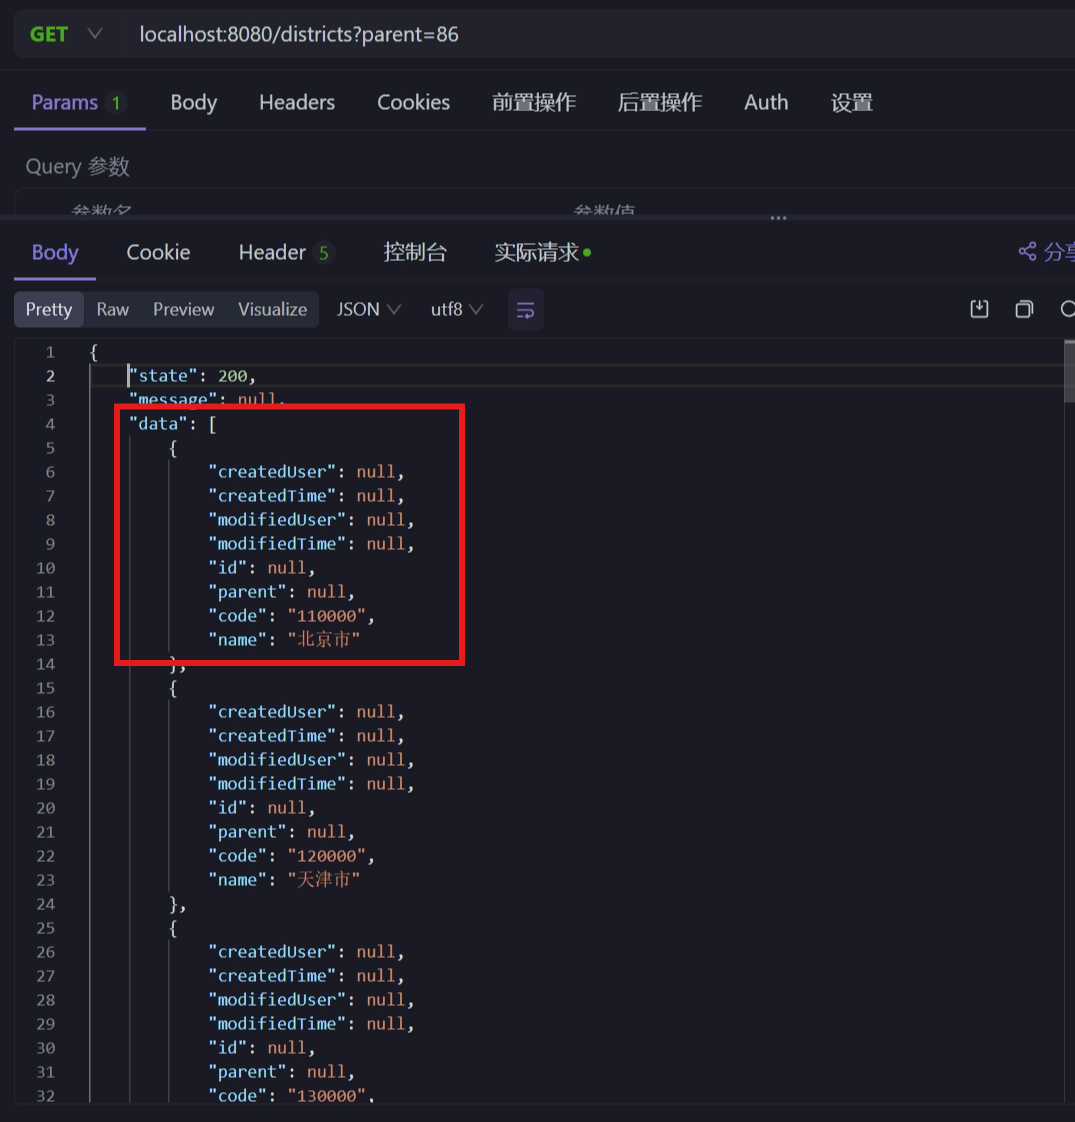 GET localhost:8080/districts?parent=86
Params 1 Body Headers Cookies 前置操作 后置操作 Auth 设置
Query 参数
参数名 参数值
Body Cookie Header 5 控制台 实际请求 分享
Pretty Raw Preview Visualize JSON utf8
1 {
2 "state": 200,
3 "message": null,
4 "data": [
5 {
6 "createdUser": null,
7 "createdTime": null,
8 "modifiedUser": null,
9 "modifiedTime": null,
10 "id": null,
11 "parent": null,
12 "code": "110000",
13 "name": "北京市"
14 },
15 {
16 "createdUser": null,
17 "createdTime": null,
18 "modifiedUser": null,
19 "modifiedTime": null,
20 "id": null,
21 "parent": null,
22 "code": "120000",
23 "name": "天津市"
24 },
25 {
26 "createdUser": null,
27 "createdTime": null,
28 "modifiedUser": null,
29 "modifiedTime": null,
30 "id": null,
31 "parent": null,
32 "code": "130000",